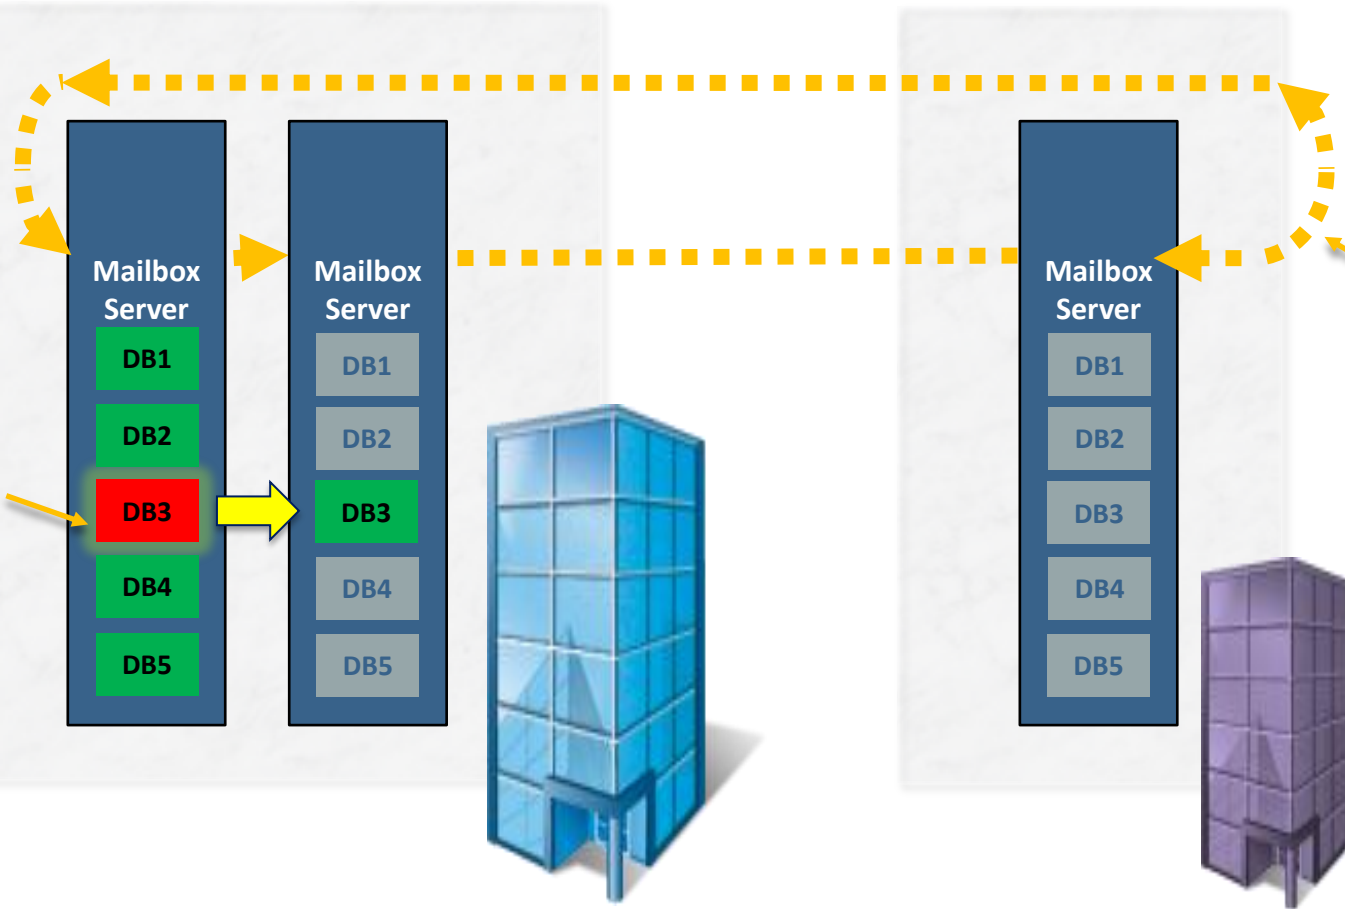 Mailbox
Server
DB1
DB2
DB3
DB4
DB5
Mailbox
Server
DB1
DB2
DB3
DB4
DB5
Mailbox
Server
DB1
DB2
DB3
DB4
DB5